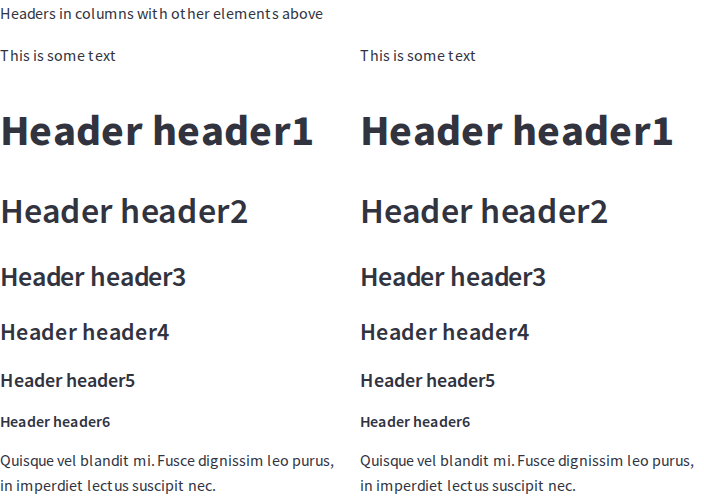 Headers in columns with other elements above
This is some text
Header header1
Header header2
Header header3
Header header4
Header header5
Header header6
Quisque vel blandit mi. Fusce dignissim leo purus,
in imperdiet lectus suscipit nec.
This is some text
Header header1
Header header2
Header header3
Header header4
Header header5
Header header6
Quisque vel blandit mi. Fusce dignissim leo purus,
in imperdiet lectus suscipit nec.